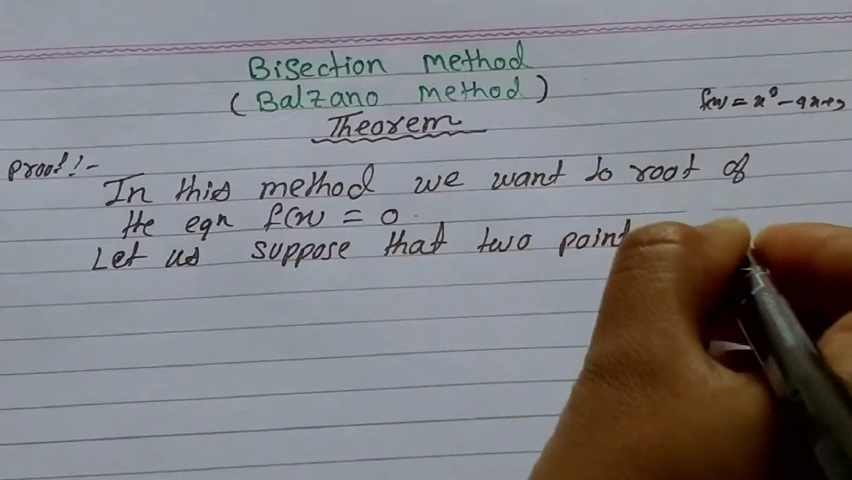 Bisection method
(Balzano method)
Theorem
Proof:-
In this method we want to root of
the eqn f(x) = 0.
Let us suppose that two point